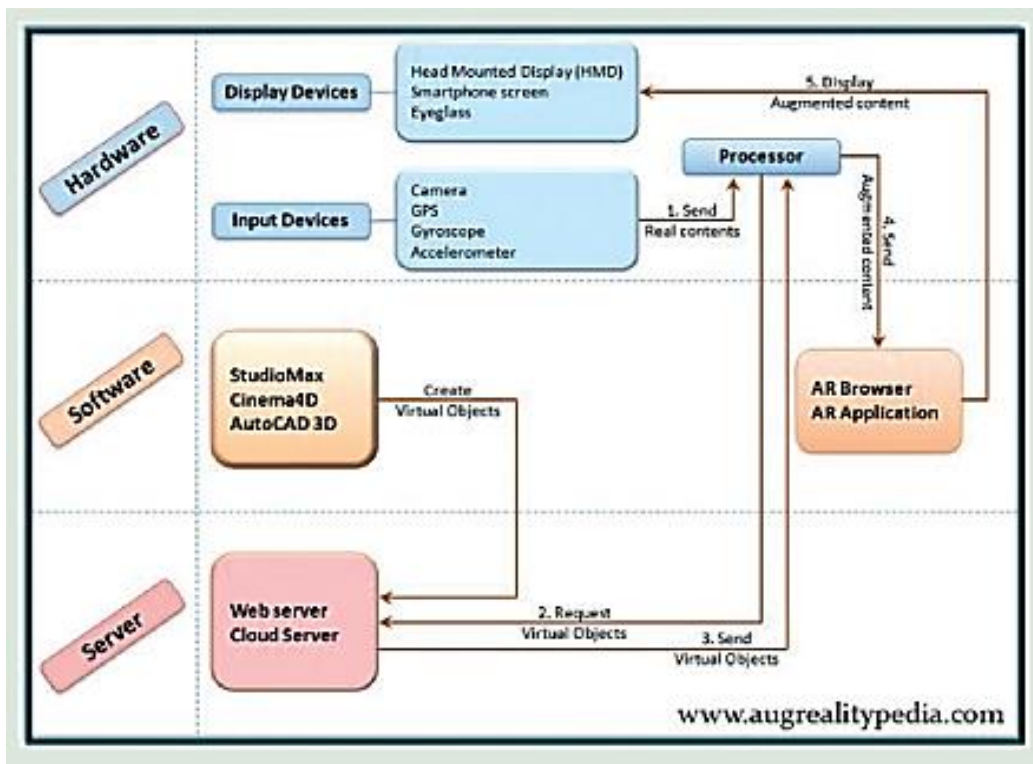 Hardware
Display Devices
Head Mounted Display (HMD)
Smartphone screen
Eyeglass
5. Display
Augmented content
Processor
Input Devices
Camera
GPS
Gyroscope
Accelerometer
1. Send
Real contents
4. Send
Augmented content
Software
StudioMax
Cinema4D
AutoCAD 3D
Create
Virtual Objects
AR Browser
AR Application
Server
Web server
Cloud Server
2. Request
Virtual Objects
3. Send
Virtual Objects
www.augrealitypedia.com